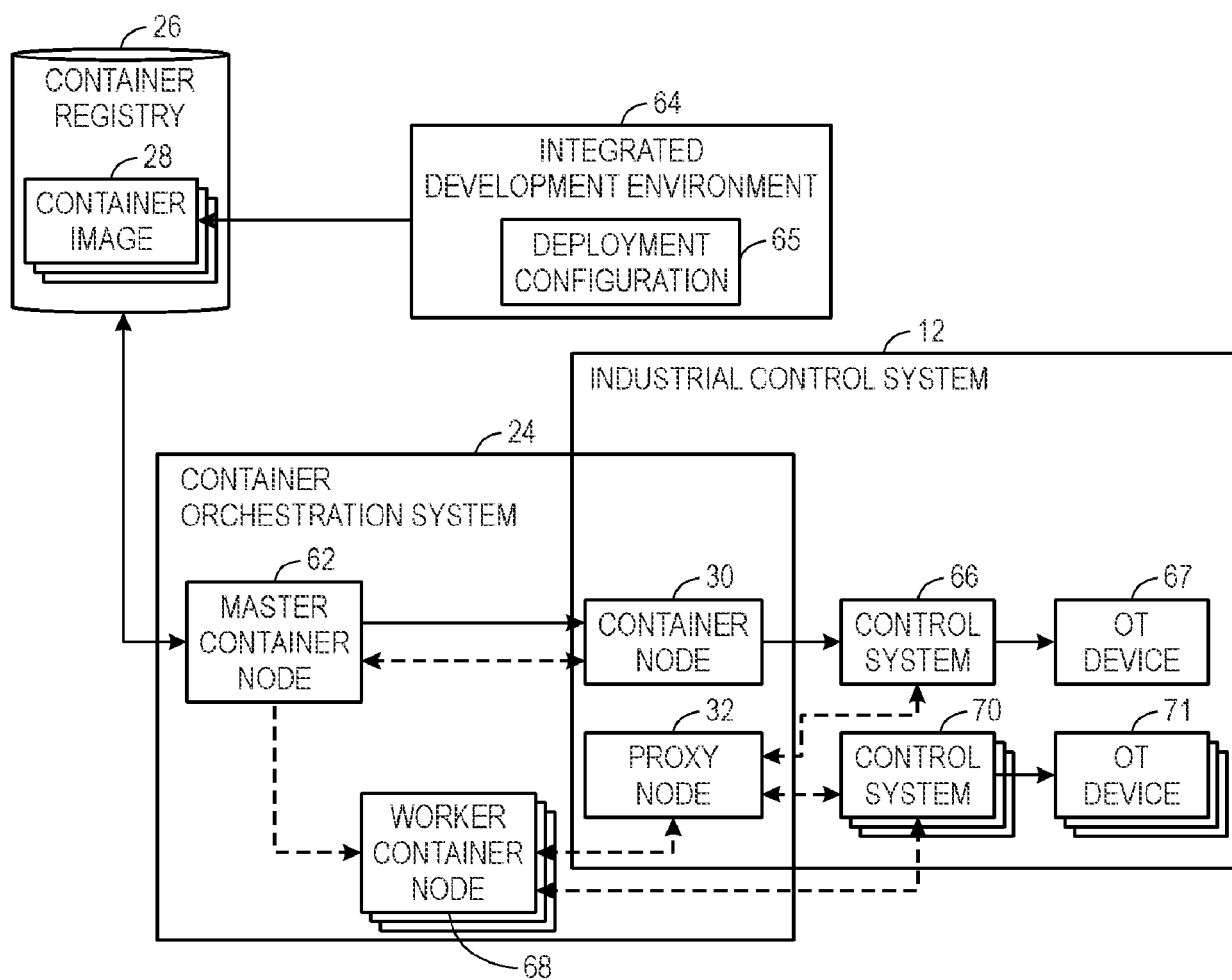 26
CONTAINER
REGISTRY
28
CONTAINER
IMAGE
64
INTEGRATED
DEVELOPMENT ENVIRONMENT
DEPLOYMENT
CONFIGURATION
65
12
INDUSTRIAL CONTROL SYSTEM
24
CONTAINER
ORCHESTRATION SYSTEM
62
MASTER
CONTAINER
NODE
30
CONTAINER
NODE
66
CONTROL
SYSTEM
67
OT
DEVICE
32
PROXY
NODE
70
CONTROL
SYSTEM
71
OT
DEVICE
WORKER
CONTAINER
NODE
68